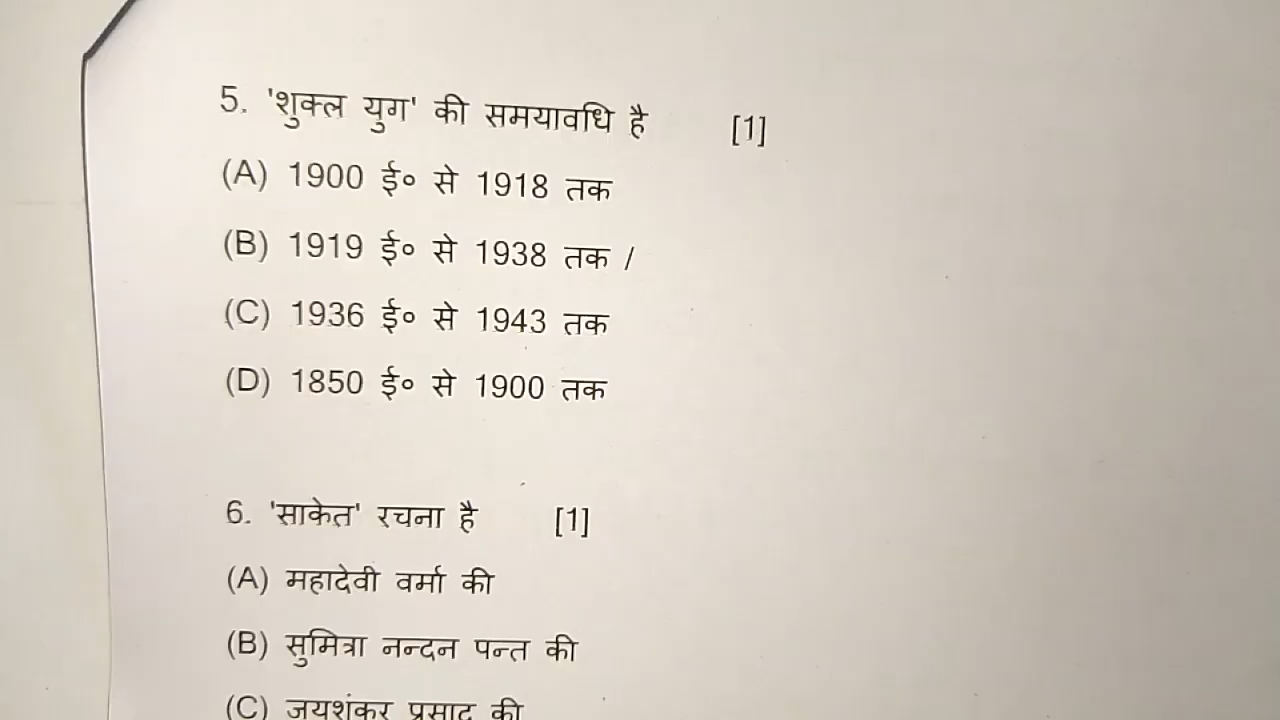 5. 'शुक्ल युग' की समयावधि है [1]
(A) 1900 ई० से 1918 तक
(B) 1919 ई० से 1938 तक /
(C) 1936 ई० से 1943 तक
(D) 1850 ई० से 1900 तक
6. 'साकेत' रचना है [1]
(A) महादेवी वर्मा की
(B) सुमित्रा नन्दन पन्त की
(C) जयशंकर प्रसाद की